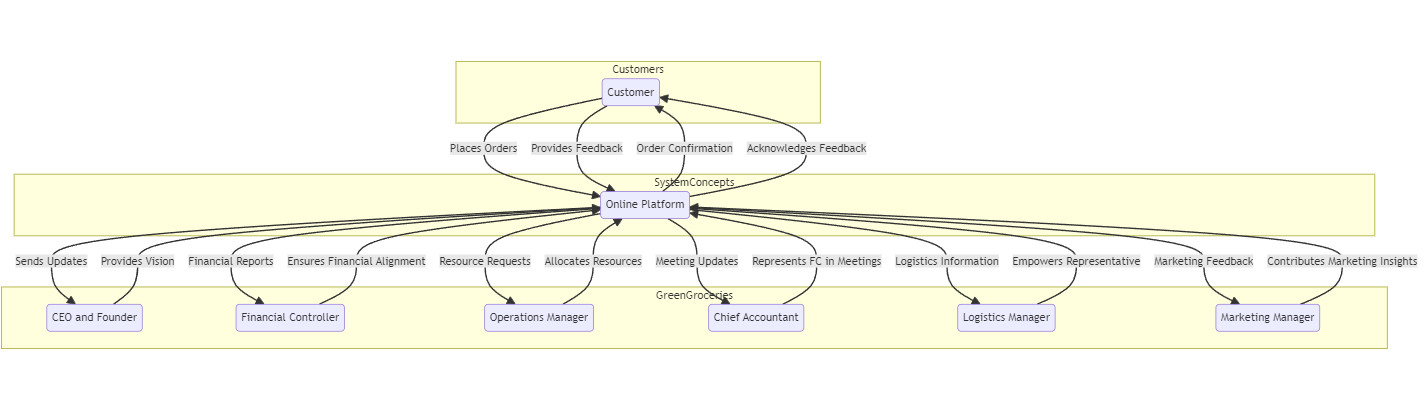 Customers
Customer
Places Orders
Provides Feedback
Order Confirmation
Acknowledges Feedback
SystemConcepts
Online Platform
Sends Updates
Provides Vision
Financial Reports
Ensures Financial Alignment
Resource Requests
Allocates Resources
Meeting Updates
Represents FC in Meetings
Logistics Information
Empowers Representative
Marketing Feedback
Contributes Marketing Insights
GreenGroceries
CEO and Founder
Financial Controller
Operations Manager
Chief Accountant
Logistics Manager
Marketing Manager